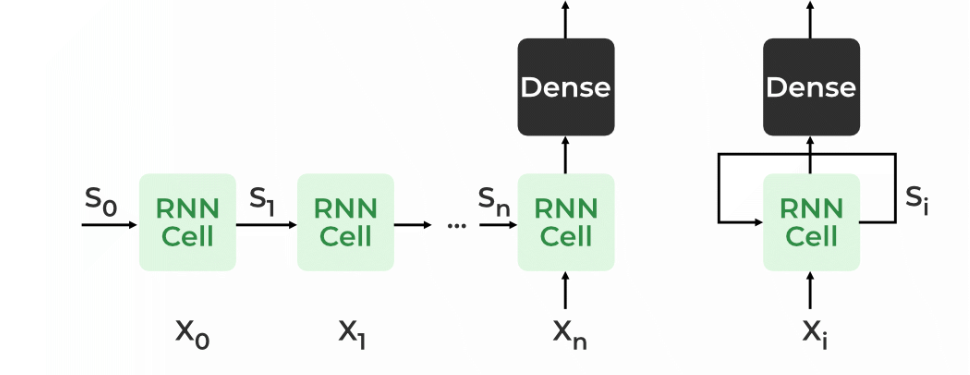 Dense
Dense
S0
RNN
Cell
S1
RNN
Cell
...
Sn
RNN
Cell
RNN
Cell
Si
X0
X1
Xn
Xi